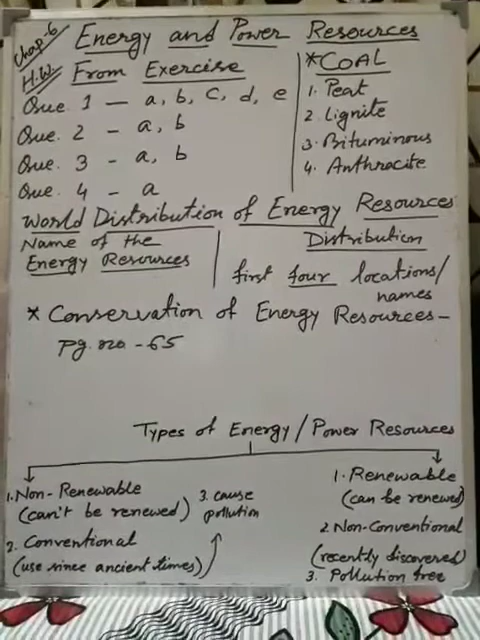 Chap-6
Energy and Power Resources
H.W.
From Exercise
Que. 1 - a, b, c, d, e
Que. 2 - a, b
Que. 3 - a, b
Que. 4 - a
* COAL
1. Peat
2. Lignite
3. Bituminous
4. Anthracite
World Distribution of Energy Resources
Name of the
Energy Resources
Distribution
first four locations/
names
* Conservation of Energy Resources -
Pg. no - 65
Types of Energy/Power Resources
1. Non-Renewable
(can't be renewed)
2. Conventional
(use since ancient times)
3. cause
pollution
1. Renewable
(can be renewed)
2 Non-Conventional
(recently discovered)
3. Pollution free